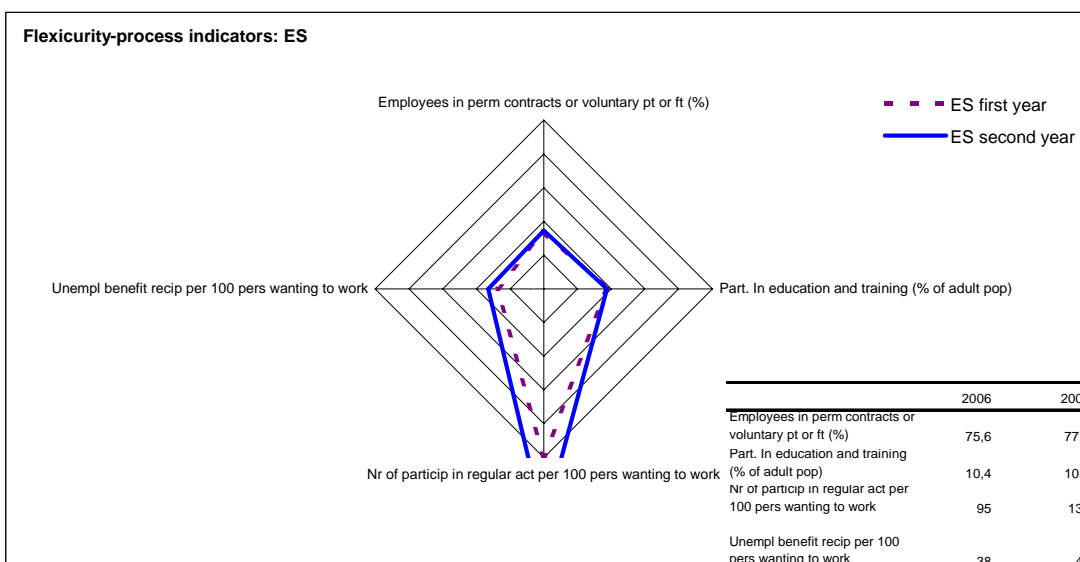 Flexicurity-process indicators: ES
Employees in perm contracts or voluntary pt or ft (%)
ES first year
ES second year
Unempl benefit recip per 100 pers wanting to work
Part. In education and training (% of adult pop)
Nr of particip in regular act per 100 pers wanting to work
2006
Employees in perm contracts or
voluntary pt or ft (%) 75,6
Part. In education and training
(% of adult pop) 10,4
Nr of particip in regular act per
100 pers wanting to work 95
Unempl benefit recip per 100
pers wanting to work 38